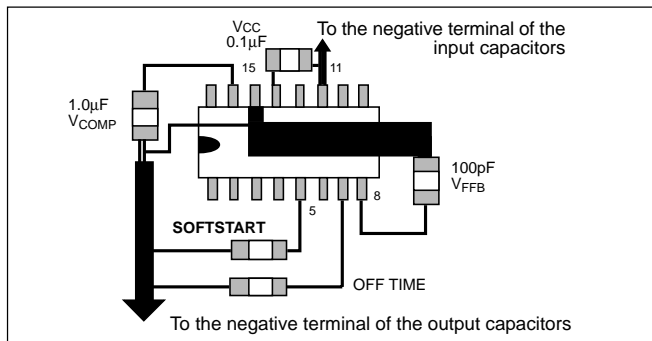 To the negative terminal of the
input capacitors
VCC
0.1µF
15
11
1.0µF
VCOMP
100pF
VFFB
5
8
SOFTSTART
OFF TIME
To the negative terminal of the output capacitors